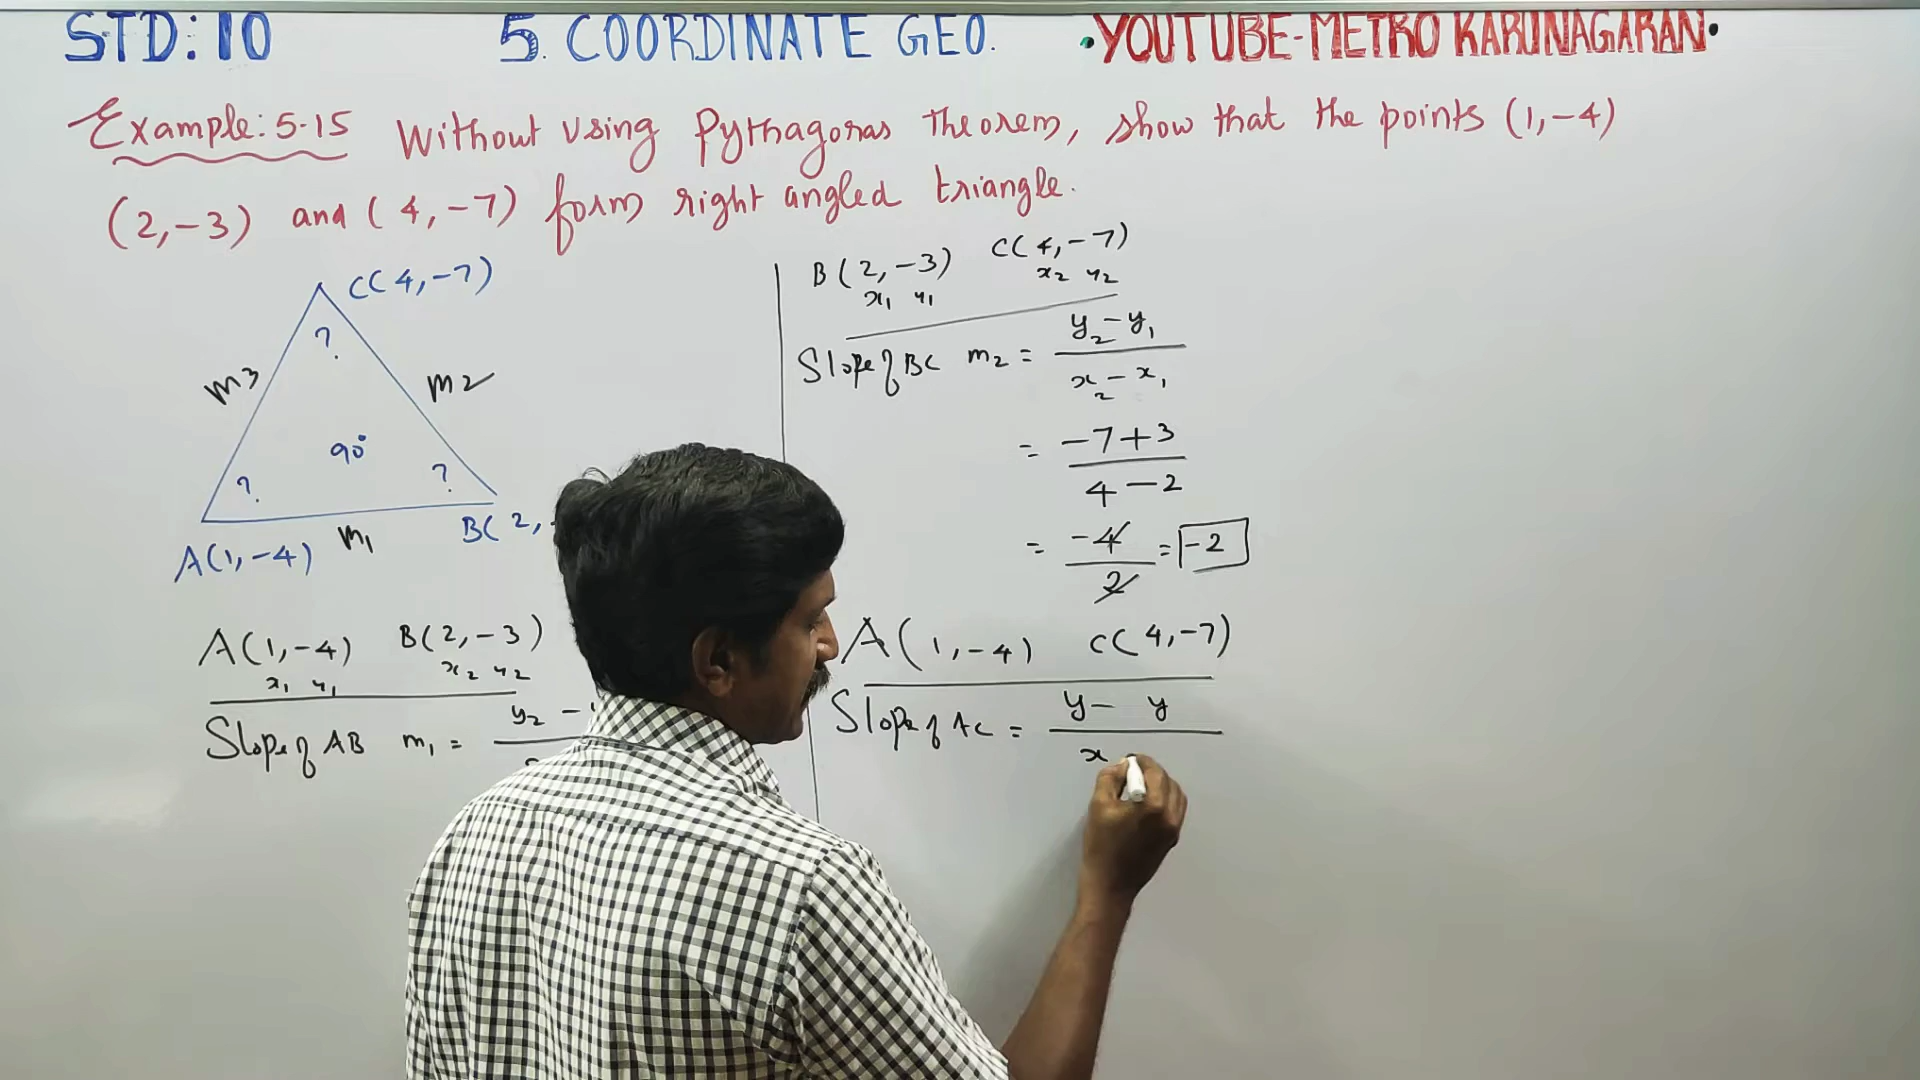 STD: 10 5. COORDINATE GEO. •YOUTUBE-METRO KARUNAGARAN•
Example: 5.15 Without Using Pythagoras Theorem, show that the points (1,-4)
(2,-3) and (4,-7) form right angled triangle.
C(4,-7)
?
m3
m2
90°
?
?
A(1,-4)
m1
B(2,
A(1,-4) B(2,-3)
x1 y1 x2 y2
Slope of AB m1 = y2 -
B(2,-3) C(4,-7)
x1 y1 x2 y2
Slope of BC m2 = y2 - y1
x2 - x1
= -7+3
4-2
= -4 = -2
2
A(1,-4) C(4,-7)
Slope of AC = y- y
x